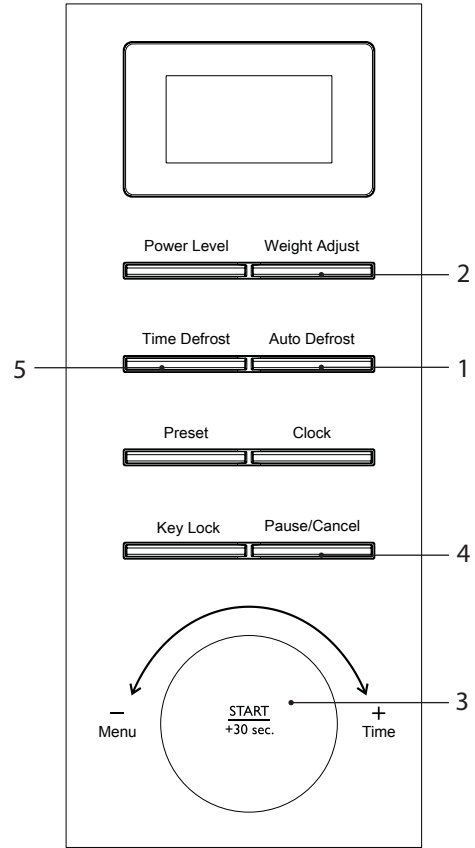 Power Level Weight Adjust
2
Time Defrost Auto Defrost
5 1
Preset Clock
Key Lock Pause/Cancel
4
START
+30 sec.
3
− +
Menu Time